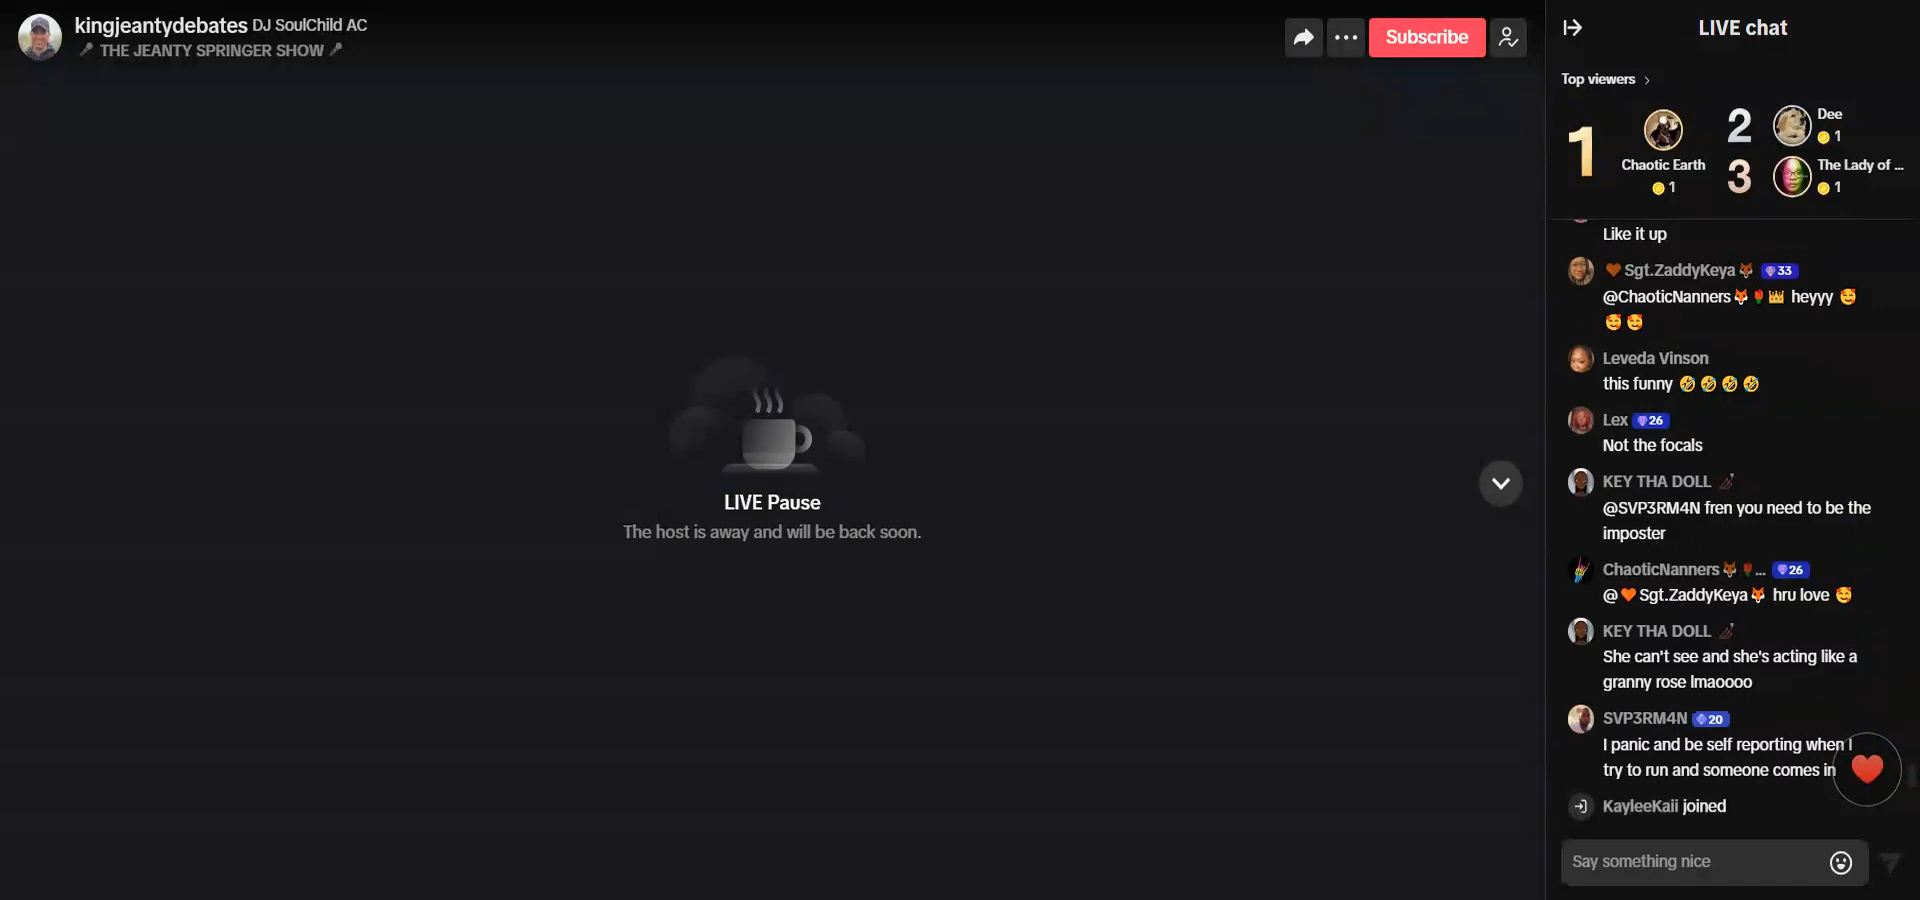 kingjeantydebates DJ SoulChild AC
THE JEANTY SPRINGER SHOW
Subscribe
LIVE Pause
The host is away and will be back soon.
LIVE chat
Top viewers
1
Chaotic Earth
1
2
Dee
1
3
The Lady of ...
1
Like it up
Sgt.ZaddyKeya 33
@ChaoticNanners heyyy
Leveda Vinson
this funny
Lex 26
Not the focals
KEY THA DOLL
@SVP3RM4N fren you need to be the
imposter
ChaoticNanners ... 26
@ Sgt.ZaddyKeya hru love
KEY THA DOLL
She can't see and she's acting like a
granny rose lmaoooo
SVP3RM4N 20
I panic and be self reporting when I
try to run and someone comes in
KayleeKaii joined
Say something nice